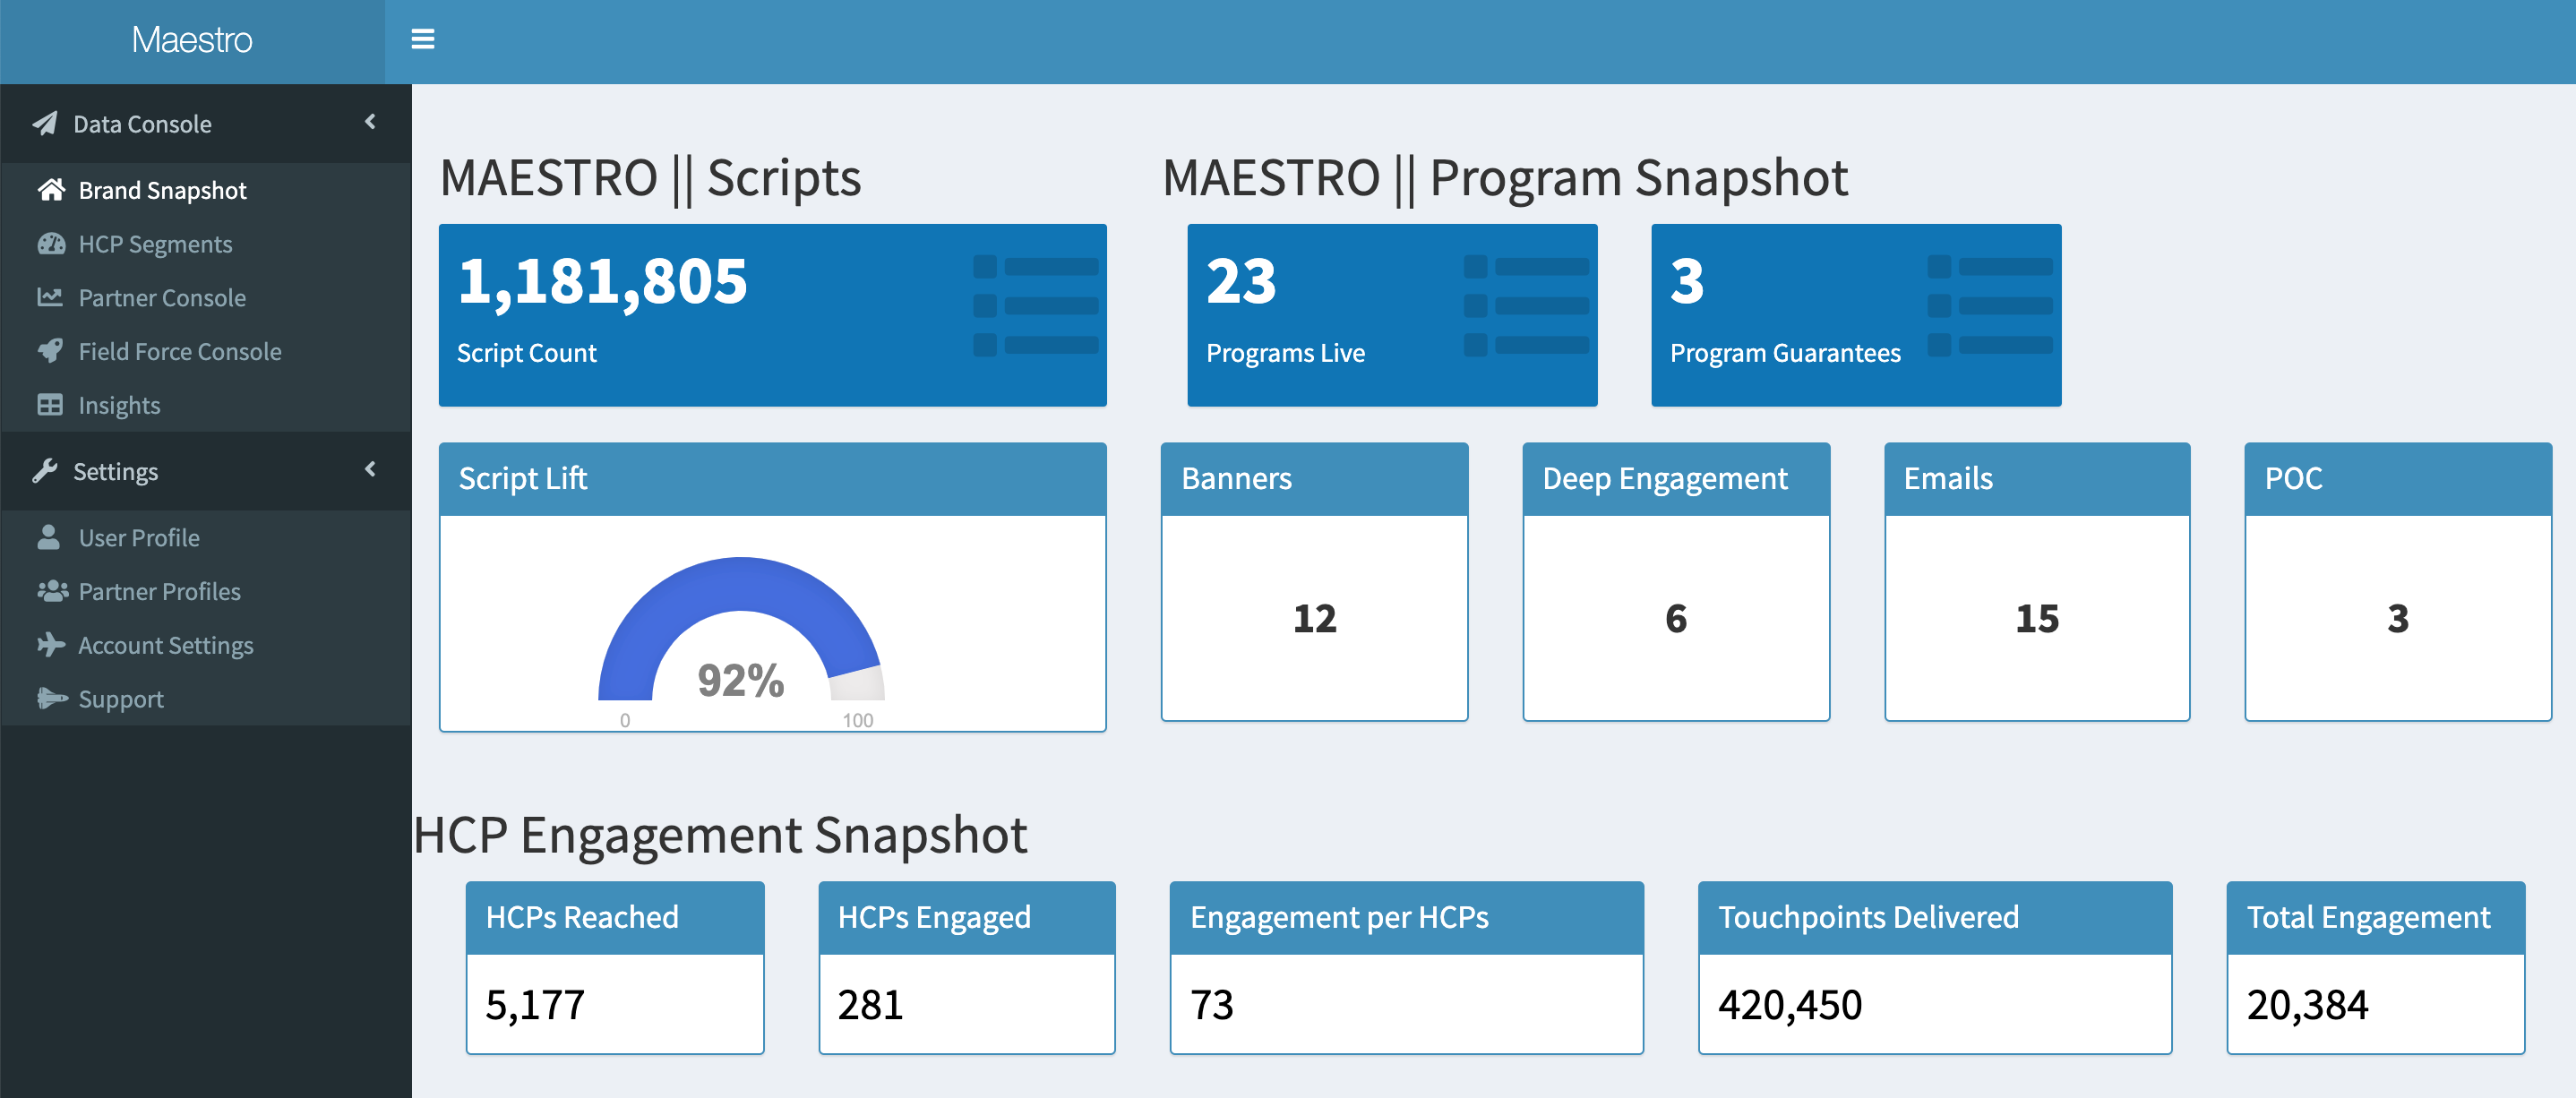 Maestro
Data Console
Brand Snapshot
HCP Segments
Partner Console
Field Force Console
Insights
Settings
User Profile
Partner Profiles
Account Settings
Support
MAESTRO || Scripts
1,181,805
Script Count
Script Lift
92%
0 100
MAESTRO || Program Snapshot
23
Programs Live
3
Program Guarantees
Banners
12
Deep Engagement
6
Emails
15
POC
3
HCP Engagement Snapshot
HCPs Reached
5,177
HCPs Engaged
281
Engagement per HCPs
73
Touchpoints Delivered
420,450
Total Engagement
20,384